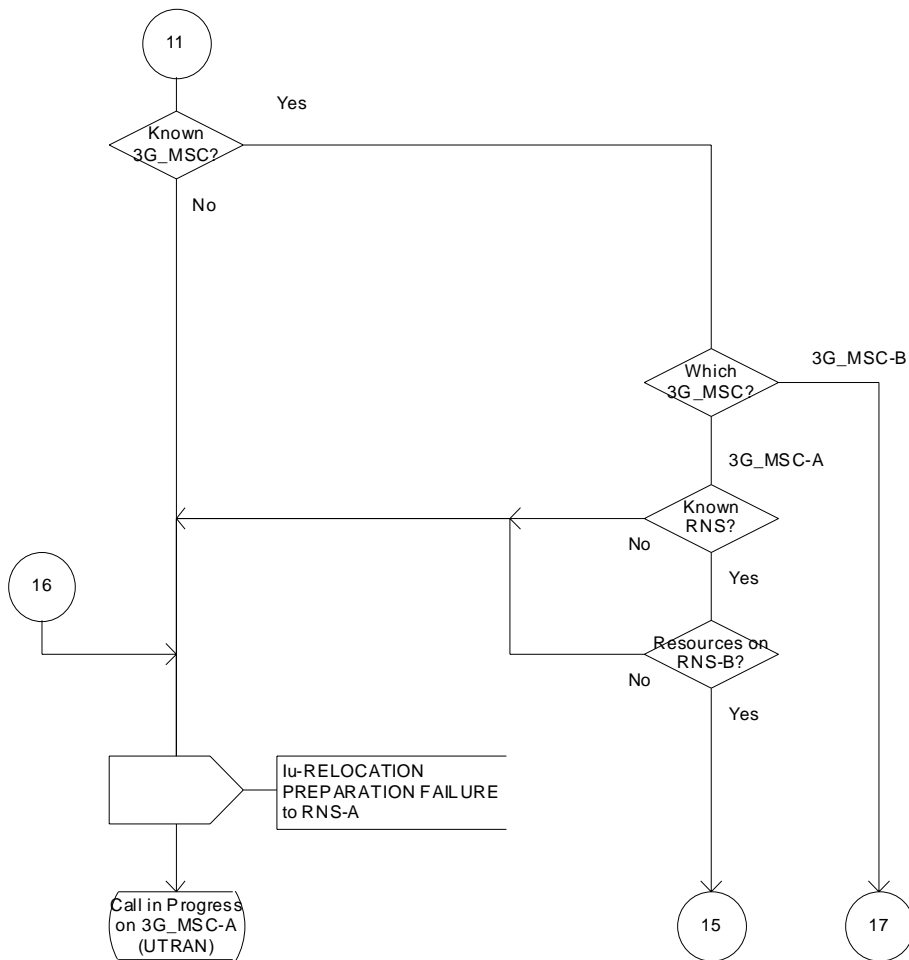 11
Yes
Known
3G_MSC?
No
3G_MSC-B
Which
3G_MSC?
3G_MSC-A
Known
RNS?
No
Yes
16
Resources on
RNS-B?
No
Yes
Iu-RELOCATION
PREPARATION FAILURE
to RNS-A
Call in Progress
on 3G_MSC-A
(UTRAN)
15
17